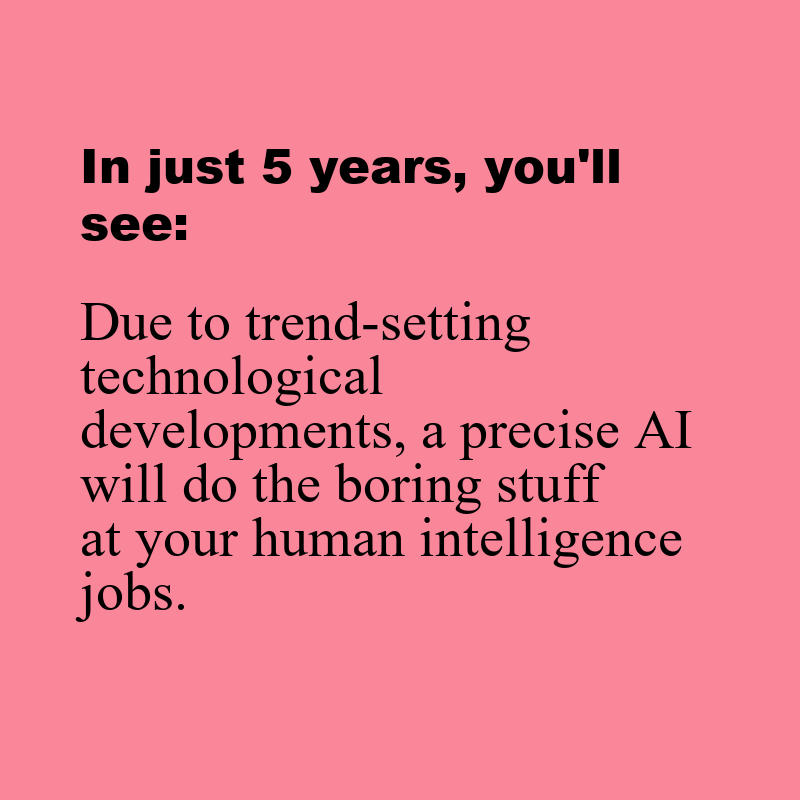 In just 5 years, you'll
see:
Due to trend-setting
technological
developments, a precise AI
will do the boring stuff
at your human intelligence
jobs.